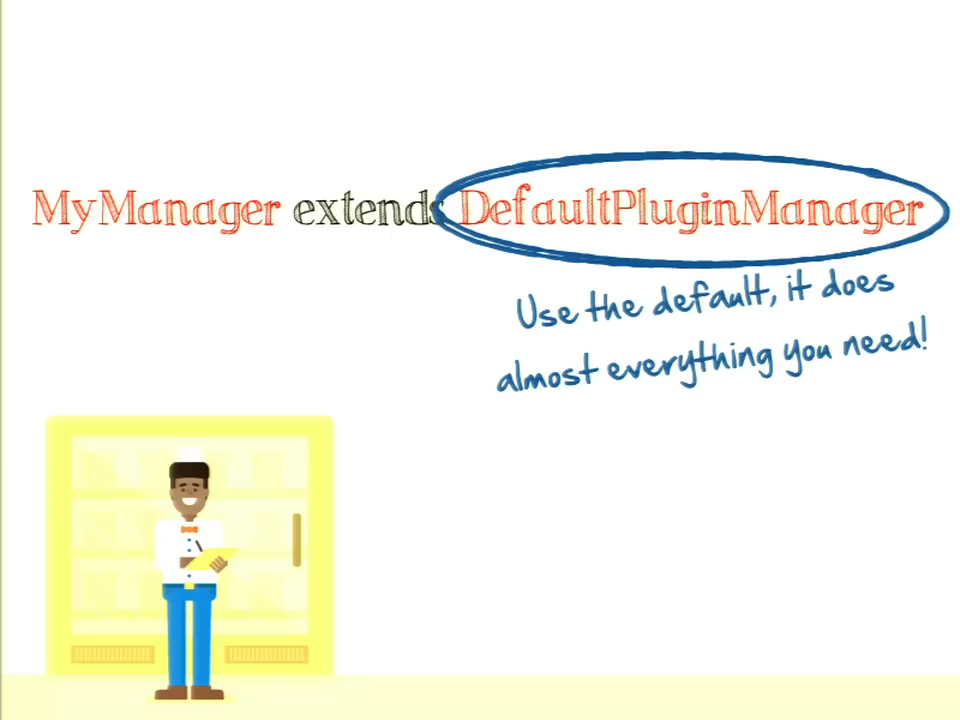 MyManager extends DefaultPluginManager
Use the default, it does
almost everything you need!